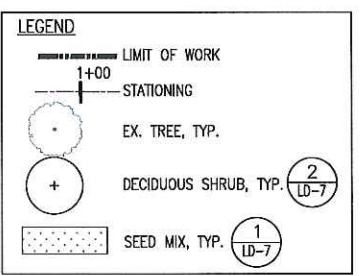 LEGEND
LIMIT OF WORK
1+00
STATIONING
EX. TREE, TYP.
DECIDUOUS SHRUB, TYP. 2
LD-7
SEED MIX, TYP. 1
LD-7